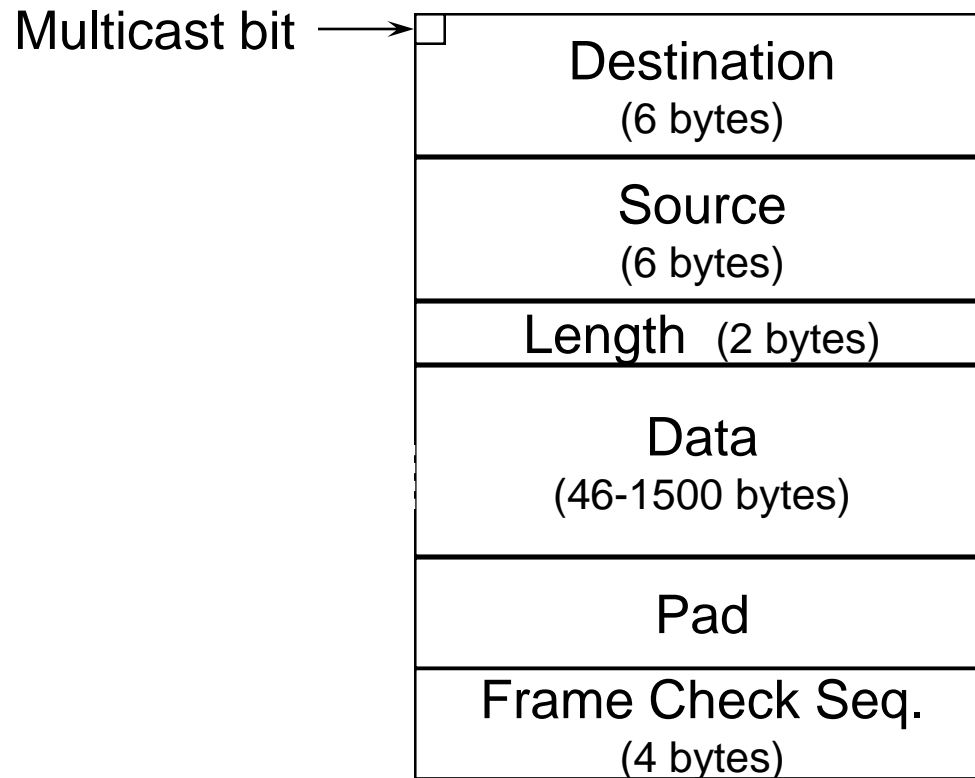 Multicast bit
Destination
(6 bytes)
Source
(6 bytes)
Length (2 bytes)
Data
(46-1500 bytes)
Pad
Frame Check Seq.
(4 bytes)